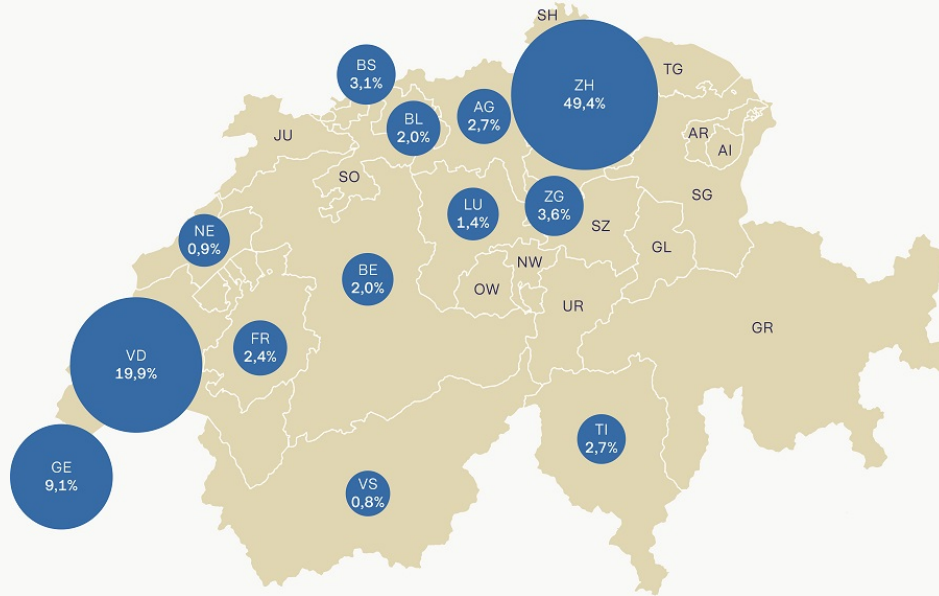 SH
BS
3,1%
TG
ZH
49,4%
AG
2,7%
BL
2,0%
JU
AR
AI
SO
SG
LU
1,4%
ZG
3,6%
SZ
NE
0,9%
GL
NW
BE
2,0%
OW
UR
GR
FR
2,4%
VD
19,9%
TI
2,7%
GE
9,1%
VS
0,8%